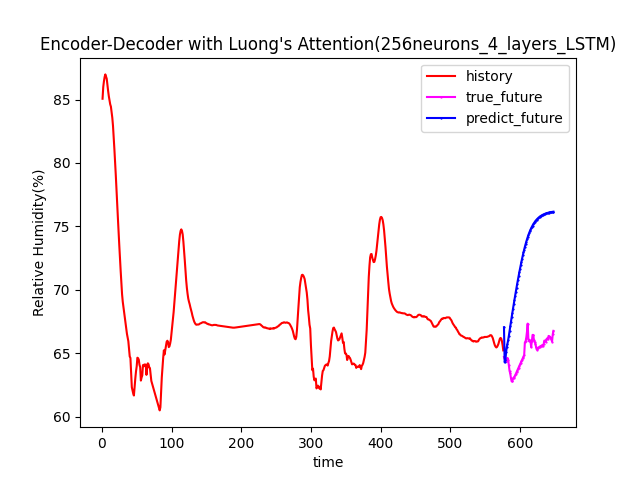 Encoder-Decoder with Luong's Attention(256neurons_4_layers_LSTM)
history
true_future
predict_future
Relative Humidity(%)
85
80
75
70
65
60
0 100 200 300 400 500 600
time